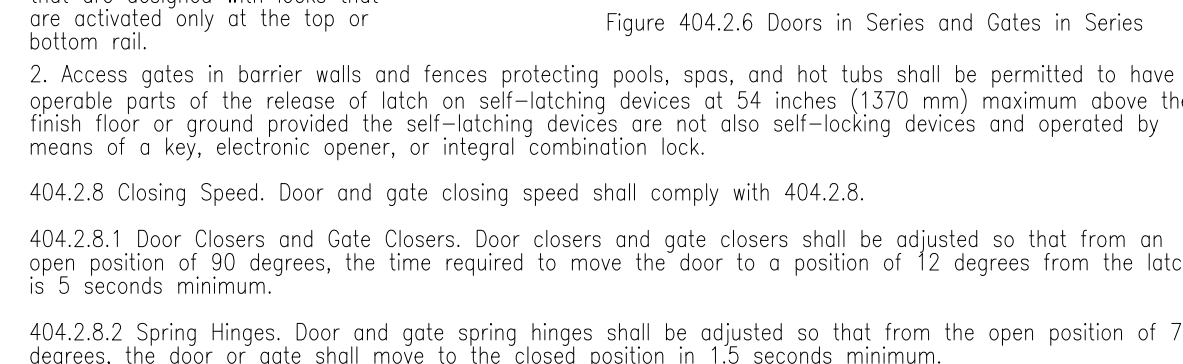 are activated only at the top or
bottom rail.
Figure 404.2.6 Doors in Series and Gates in Series
2. Access gates in barrier walls and fences protecting pools, spas, and hot tubs shall be permitted to have
operable parts of the release of latch on self-latching devices at 54 inches (1370 mm) maximum above the
finish floor or ground provided the self-latching devices are not also self-locking devices and operated by
means of a key, electronic opener, or integral combination lock.
404.2.8 Closing Speed. Door and gate closing speed shall comply with 404.2.8.
404.2.8.1 Door Closers and Gate Closers. Door closers and gate closers shall be adjusted so that from an
open position of 90 degrees, the time required to move the door to a position of 12 degrees from the latc
is 5 seconds minimum.
404.2.8.2 Spring Hinges. Door and gate spring hinges shall be adjusted so that from the open position of 7
degrees, the door or gate shall move to the closed position in 1.5 seconds minimum.